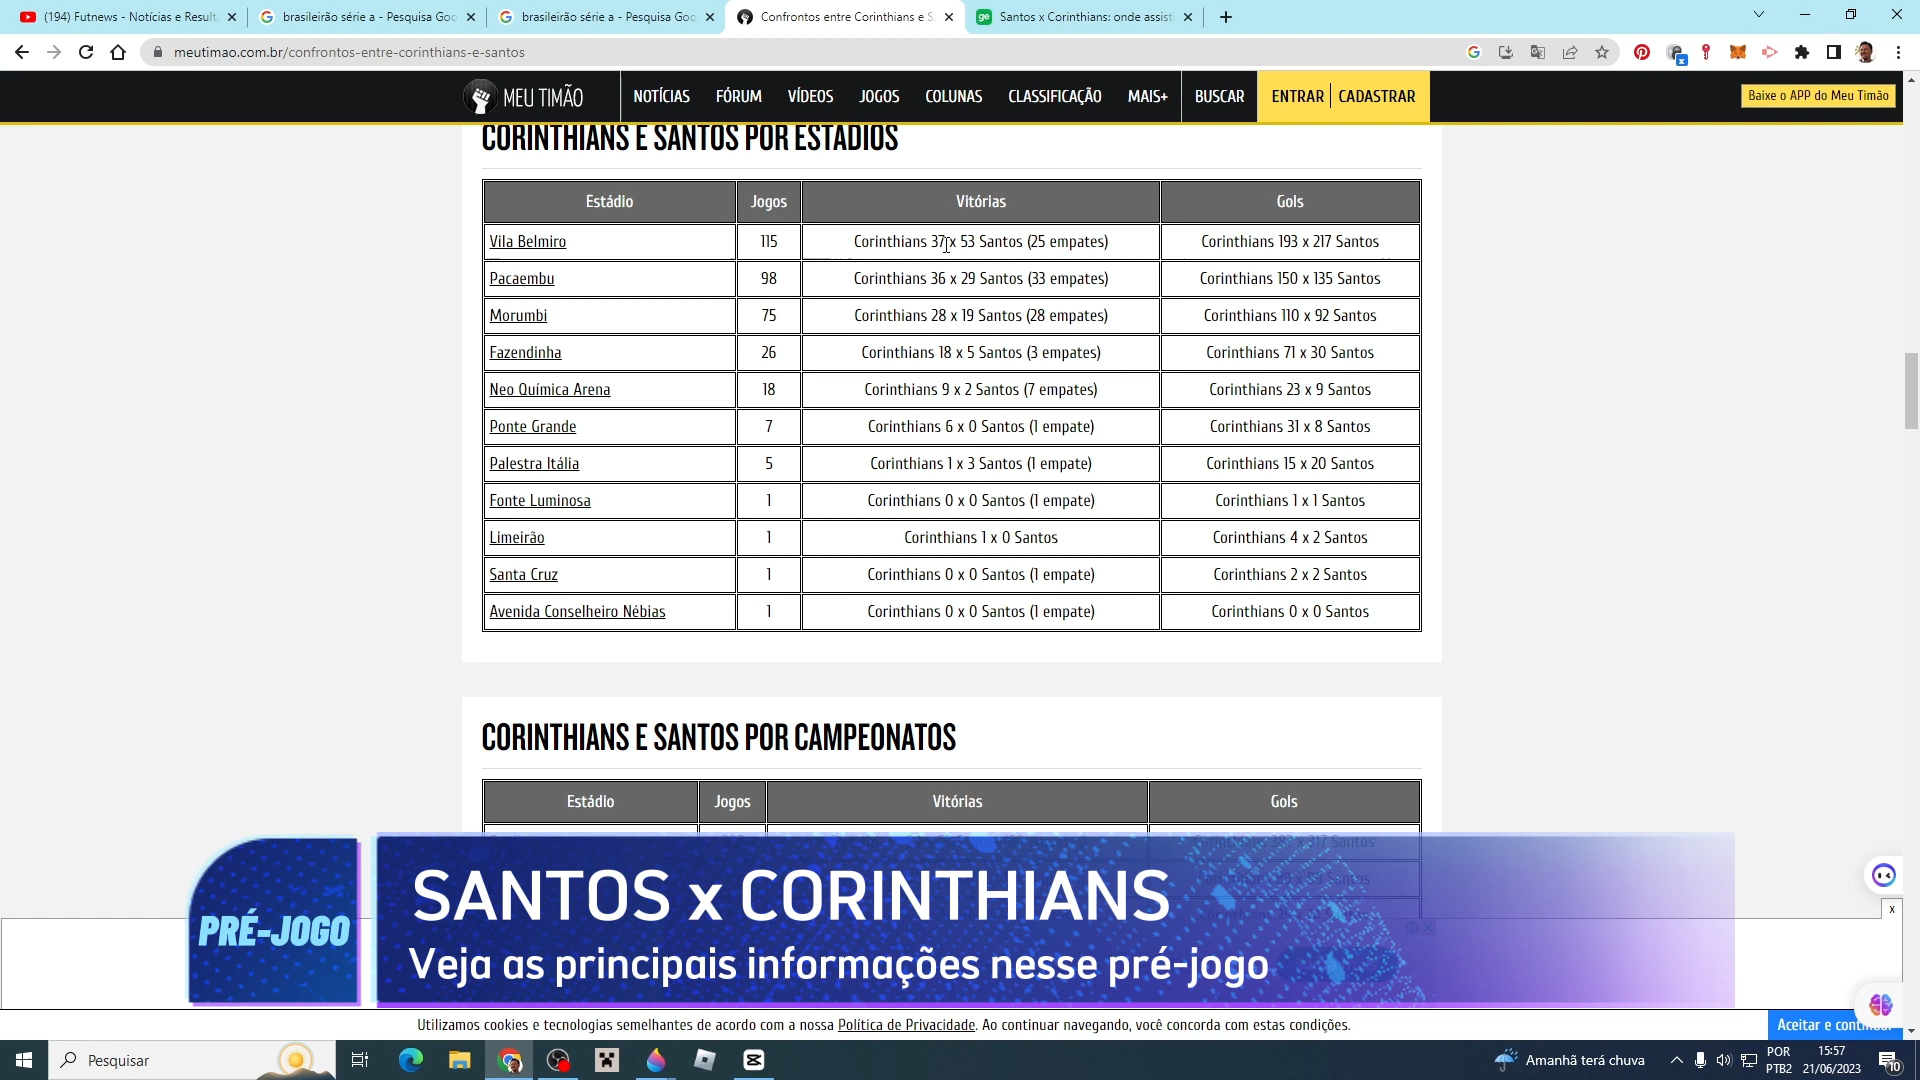 (194) Futnews - Notícias e Result
brasileirão série a - Pesquisa Goo
brasileirão série a - Pesquisa Goo
Confrontos entre Corinthians e S
ge Santos x Corinthians: onde assist
meutimao.com.br/confrontos-entre-corinthians-e-santos
MEU TIMÃO NOTÍCIAS FÓRUM VÍDEOS JOGOS COLUNAS CLASSIFICAÇÃO MAIS+ BUSCAR ENTRAR CADASTRAR Baixe o APP do Meu Timão
CORINTHIANS E SANTOS POR ESTÁDIOS
Estádio Jogos Vitórias Gols
Vila Belmiro 115 Corinthians 37 x 53 Santos (25 empates) Corinthians 193 x 217 Santos
Pacaembu 98 Corinthians 36 x 29 Santos (33 empates) Corinthians 150 x 135 Santos
Morumbi 75 Corinthians 28 x 19 Santos (28 empates) Corinthians 110 x 92 Santos
Fazendinha 26 Corinthians 18 x 5 Santos (3 empates) Corinthians 71 x 30 Santos
Neo Química Arena 18 Corinthians 9 x 2 Santos (7 empates) Corinthians 23 x 9 Santos
Ponte Grande 7 Corinthians 6 x 0 Santos (1 empate) Corinthians 31 x 8 Santos
Palestra Itália 5 Corinthians 1 x 3 Santos (1 empate) Corinthians 15 x 20 Santos
Fonte Luminosa 1 Corinthians 0 x 0 Santos (1 empate) Corinthians 1 x 1 Santos
Limeirão 1 Corinthians 1 x 0 Santos Corinthians 4 x 2 Santos
Santa Cruz 1 Corinthians 0 x 0 Santos (1 empate) Corinthians 2 x 2 Santos
Avenida Conselheiro Nébias 1 Corinthians 0 x 0 Santos (1 empate) Corinthians 0 x 0 Santos
CORINTHIANS E SANTOS POR CAMPEONATOS
Estádio Jogos Vitórias Gols
PRÉ-JOGO
SANTOS x CORINTHIANS
Veja as principais informações nesse pré-jogo
x
Utilizamos cookies e tecnologias semelhantes de acordo com a nossa Política de Privacidade. Ao continuar navegando, você concorda com estas condições.
Aceitar e
Pesquisar
Amanhã terá chuva
POR
PTB2
15:57
21/06/2023
10